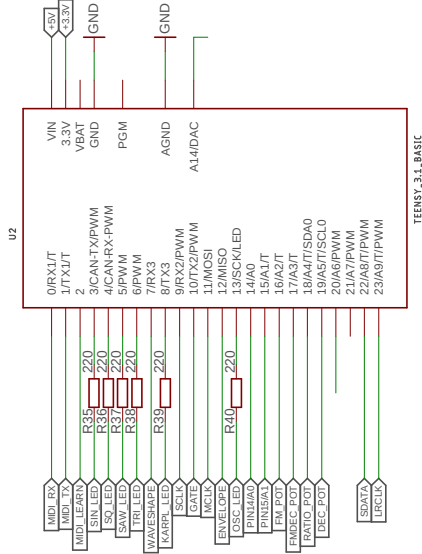 +5V
+3.3V
GND
GND
VIN
3.3V
VBAT
GND
PGM
AGND
A14/DAC
U2
TEENSY_3.1_BASIC
0/RX1/T
1/TX1/T
2
3/CAN-TX/PWM
4/CAN-RX-PWM
5/PWM
6/PWM
7/RX3
8/TX3
9/RX2/PWM
10/TX2/PWM
11/MOSI
12/MISO
13/SCK/LED
14/A0
15/A1/T
16/A2/T
17/A3/T
18/A4/T/SDA0
19/A5/T/SCL0
20/A6/PWM
21/A7/PWM
22/A8/T/PWM
23/A9/T/PWM
R35 220
R36 220
R37 220
R38 220
R39 220
R40 220
MIDI_RX
MIDI_TX
MIDI_LEARN
SIN_LED
SQ_LED
SAW_LED
TRI_LED
WAVESHAPE
KARPL_LED
SCLK
GATE
MCLK
ENVELOPE
OSC_LED
PIN14/A0
PIN15/A1
FM_POT
FMDEC_POT
RATIO_POT
DEC_POT
SDATA
LRCLK